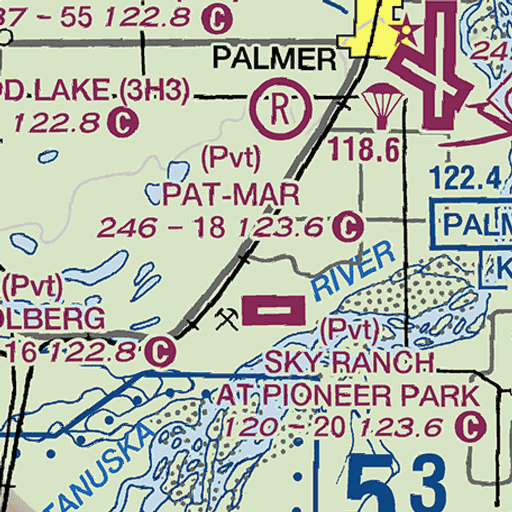 87 - 55 122.8 C
PALMER
OD LAKE (3H3)
122.8 C
R
118.6
(Pvt)
PAT-MAR
246 - 18 123.6 C
122.4
PALM
K
RIVER
(Pvt)
OLBERG
16 122.8 C
(Pvt)
SKY RANCH
AT PIONEER PARK
120 - 20 123.6 C
TANUSKA
53